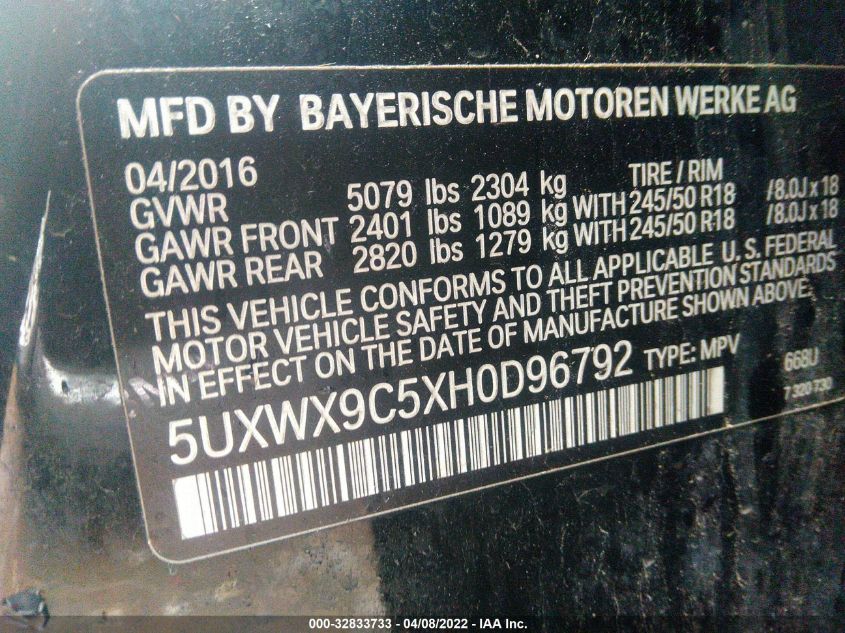 MFD BY BAYERISCHE MOTOREN WERKE AG
04/2016 TIRE / RIM
GVWR 5079 lbs 2304 kg
GAWR FRONT 2401 lbs 1089 kg WITH 245/50 R18 /8.0J x 18
GAWR REAR 2820 lbs 1279 kg WITH 245/50 R18 /8.0J x 18
THIS VEHICLE CONFORMS TO ALL APPLICABLE U.S. FEDERAL
MOTOR VEHICLE SAFETY AND THEFT PREVENTION STANDARDS
IN EFFECT ON THE DATE OF MANUFACTURE SHOWN ABOVE.
5UXWX9C5XH0D96792 TYPE: MPV 668U
7 320 730
000-32833733 - 04/08/2022 - IAA Inc.